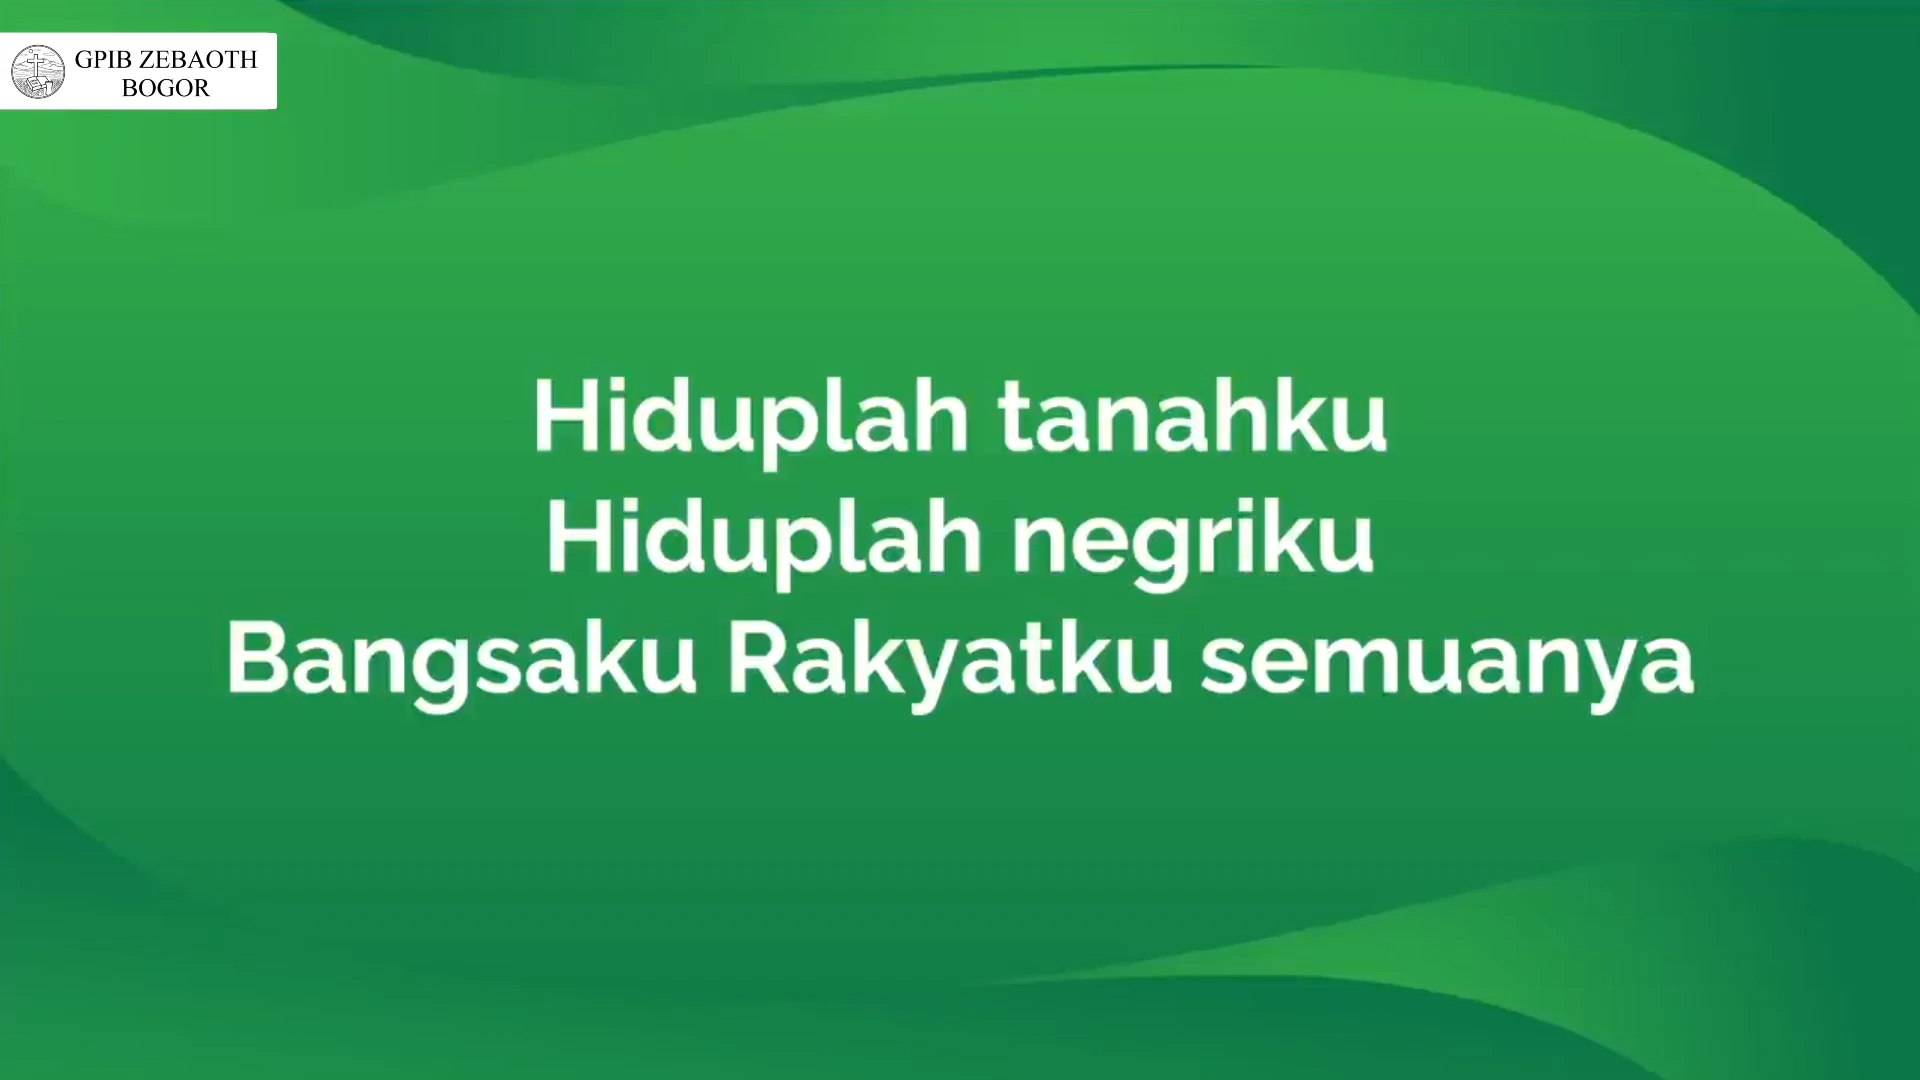 GPIB ZEBAOTH
BOGOR
Hiduplah tanahku
Hiduplah negriku
Bangsaku Rakyatku semuanya